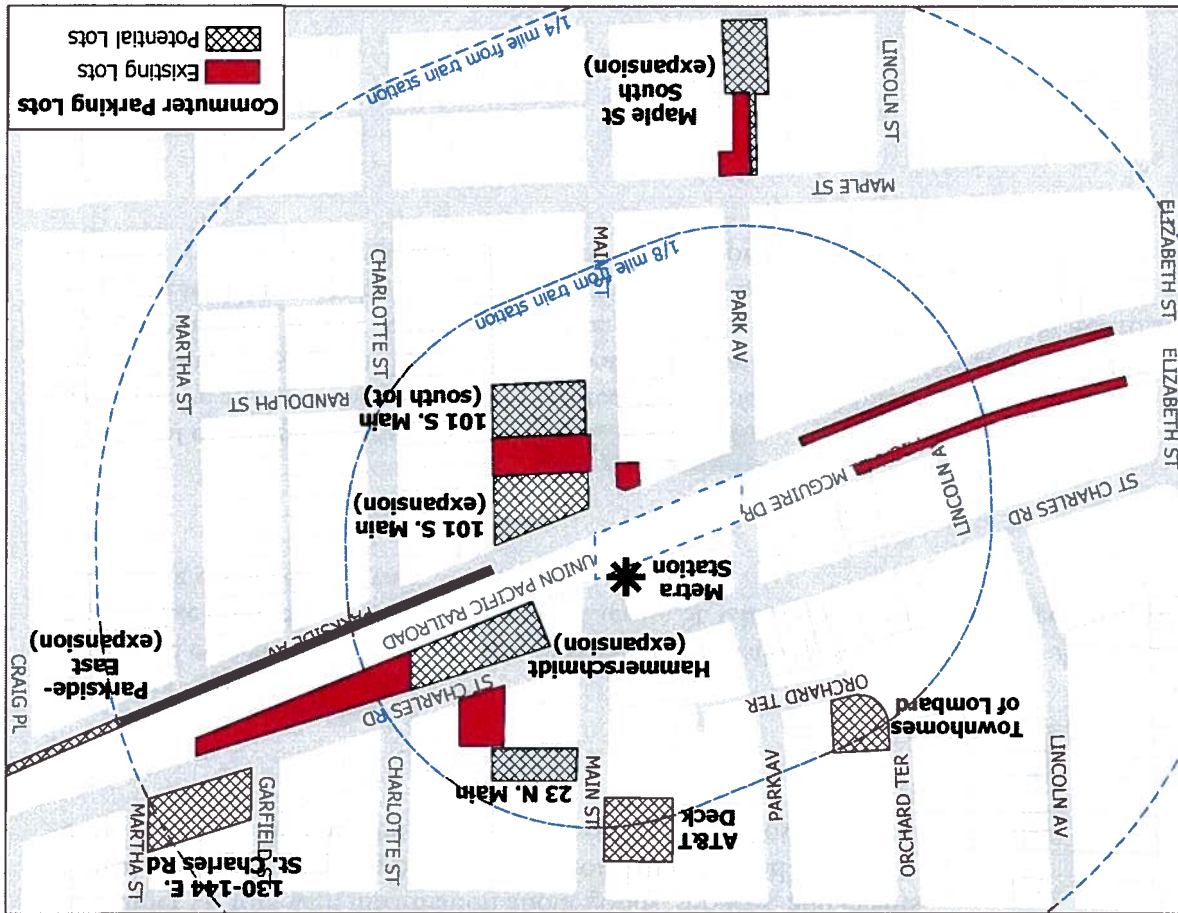 MARTHA ST
130-144 E.
St. Charles Rd
GARFIELD ST
CHARLOTTE ST
MAIN ST
AT&T
Deck
PARK AV
ORCHARD TER
LINCOLN AV
23 N. Main
Townhomes
of Lombard
ORCHARD TER
ST CHARLES RD
CRAIG PL
Parkside-
East
(expansion)
Hammerschmidt
(expansion)
PARKSIDE AV
UNION PACIFIC RAILROAD
Metra
Station
MCGUIRE DR
LINCOLN A
ST CHARLES RD
ELIZABETH ST
101 S. Main
(expansion)
101 S. Main
(south lot)
RANDOLPH ST
MARTHA ST
CHARLOTTE ST
MAIN ST
PARK AV
ELIZABETH ST
1/8 mile from
train station
MAPLE ST
LINCOLN ST
Maple St
South
(expansion)
1/4 mile from train station
Commuter Parking Lots
Existing Lots
Potential Lots